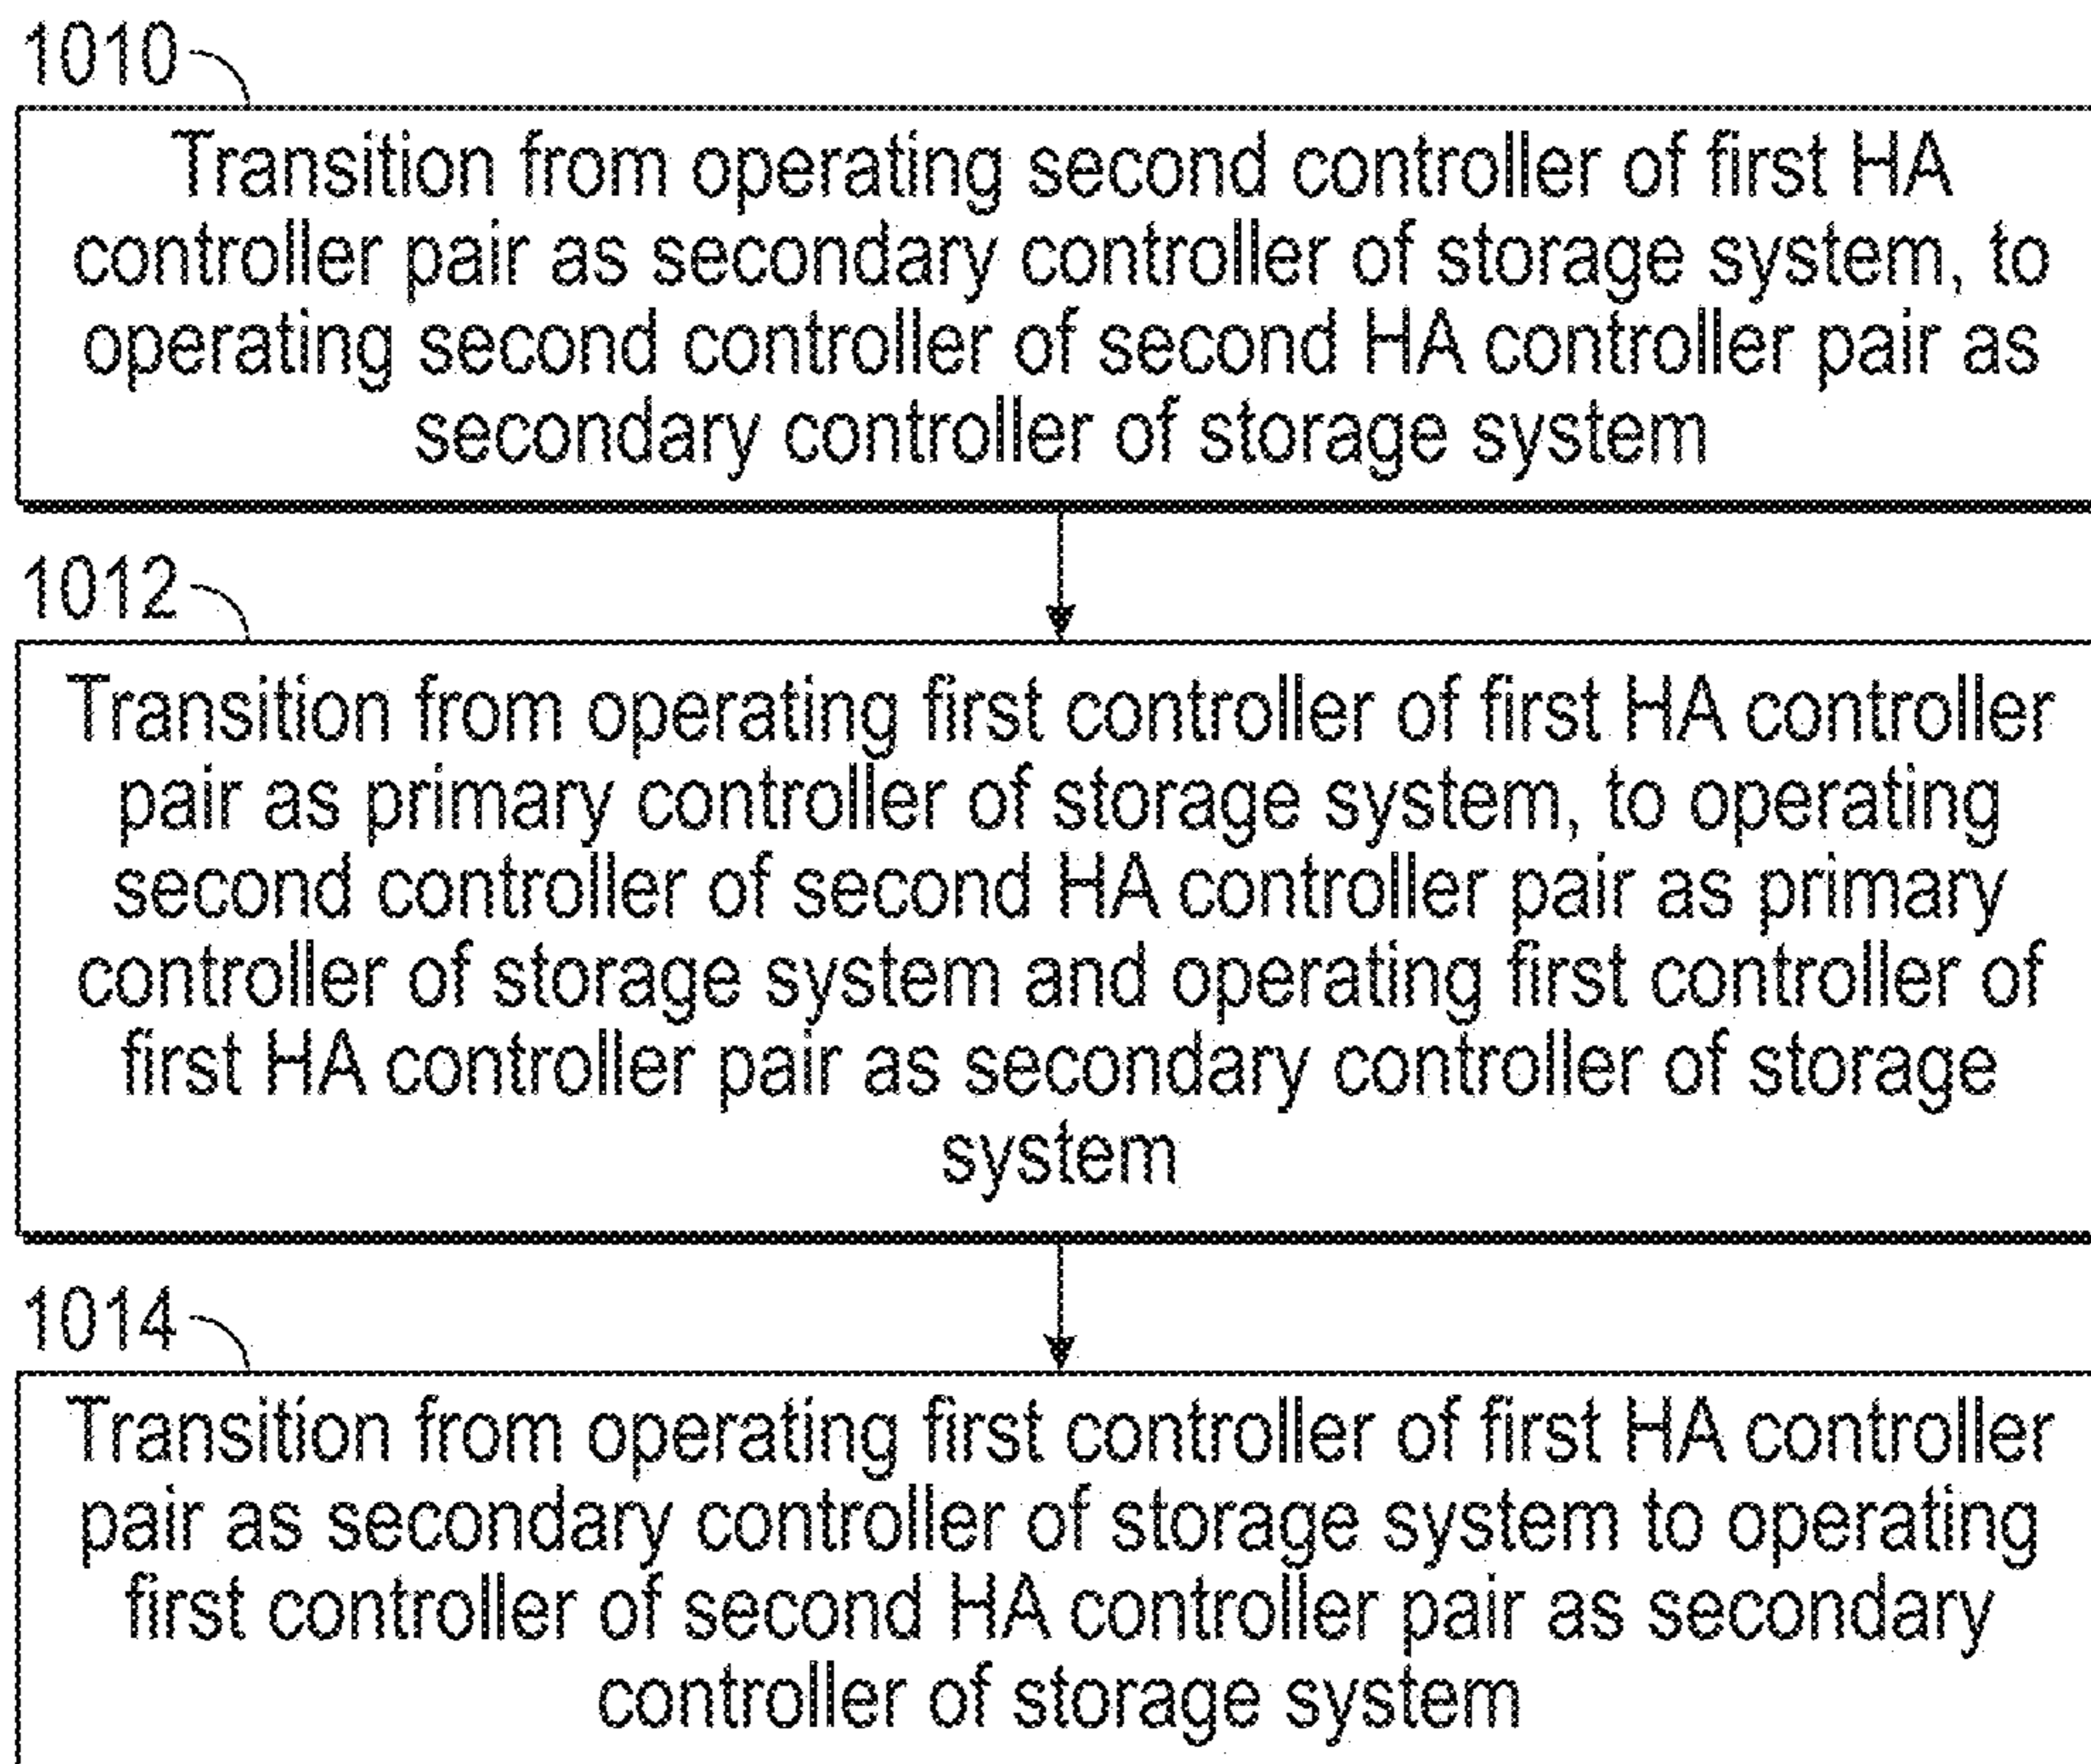 1010
Transition from operating second controller of first HA
controller pair as secondary controller of storage system, to
operating second controller of second HA controller pair as
secondary controller of storage system
1012
Transition from operating first controller of first HA controller
pair as primary controller of storage system, to operating
second controller of second HA controller pair as primary
controller of storage system and operating first controller of
first HA controller pair as secondary controller of storage
system
1014
Transition from operating first controller of first HA controller
pair as secondary controller of storage system to operating
first controller of second HA controller pair as secondary
controller of storage system